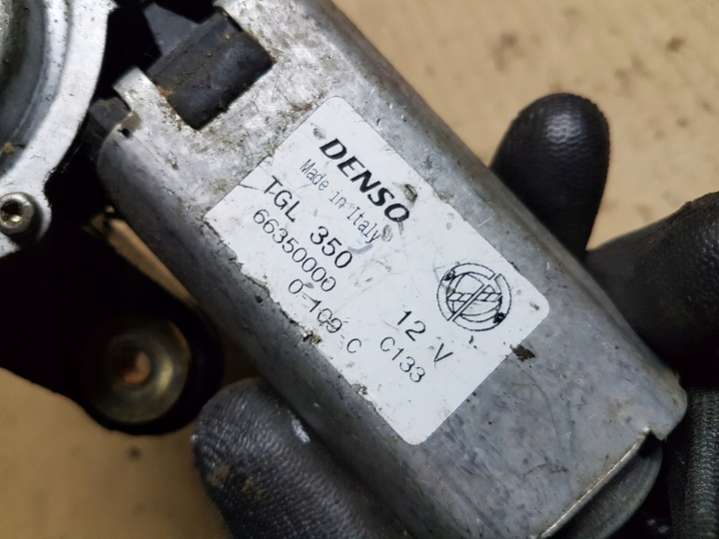 DENSO
Made in Italy
TGL 350
66350000 12 V
0-109-C C133